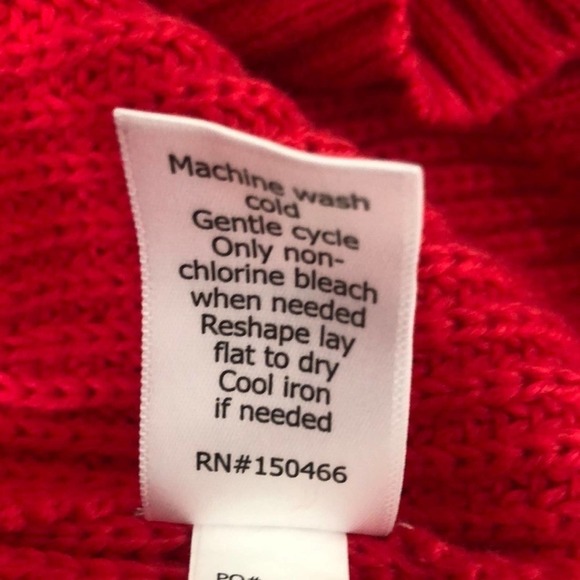 Machine wash
cold
Gentle cycle
Only non-
chlorine bleach
when needed
Reshape lay
flat to dry
Cool iron
if needed
RN#150466